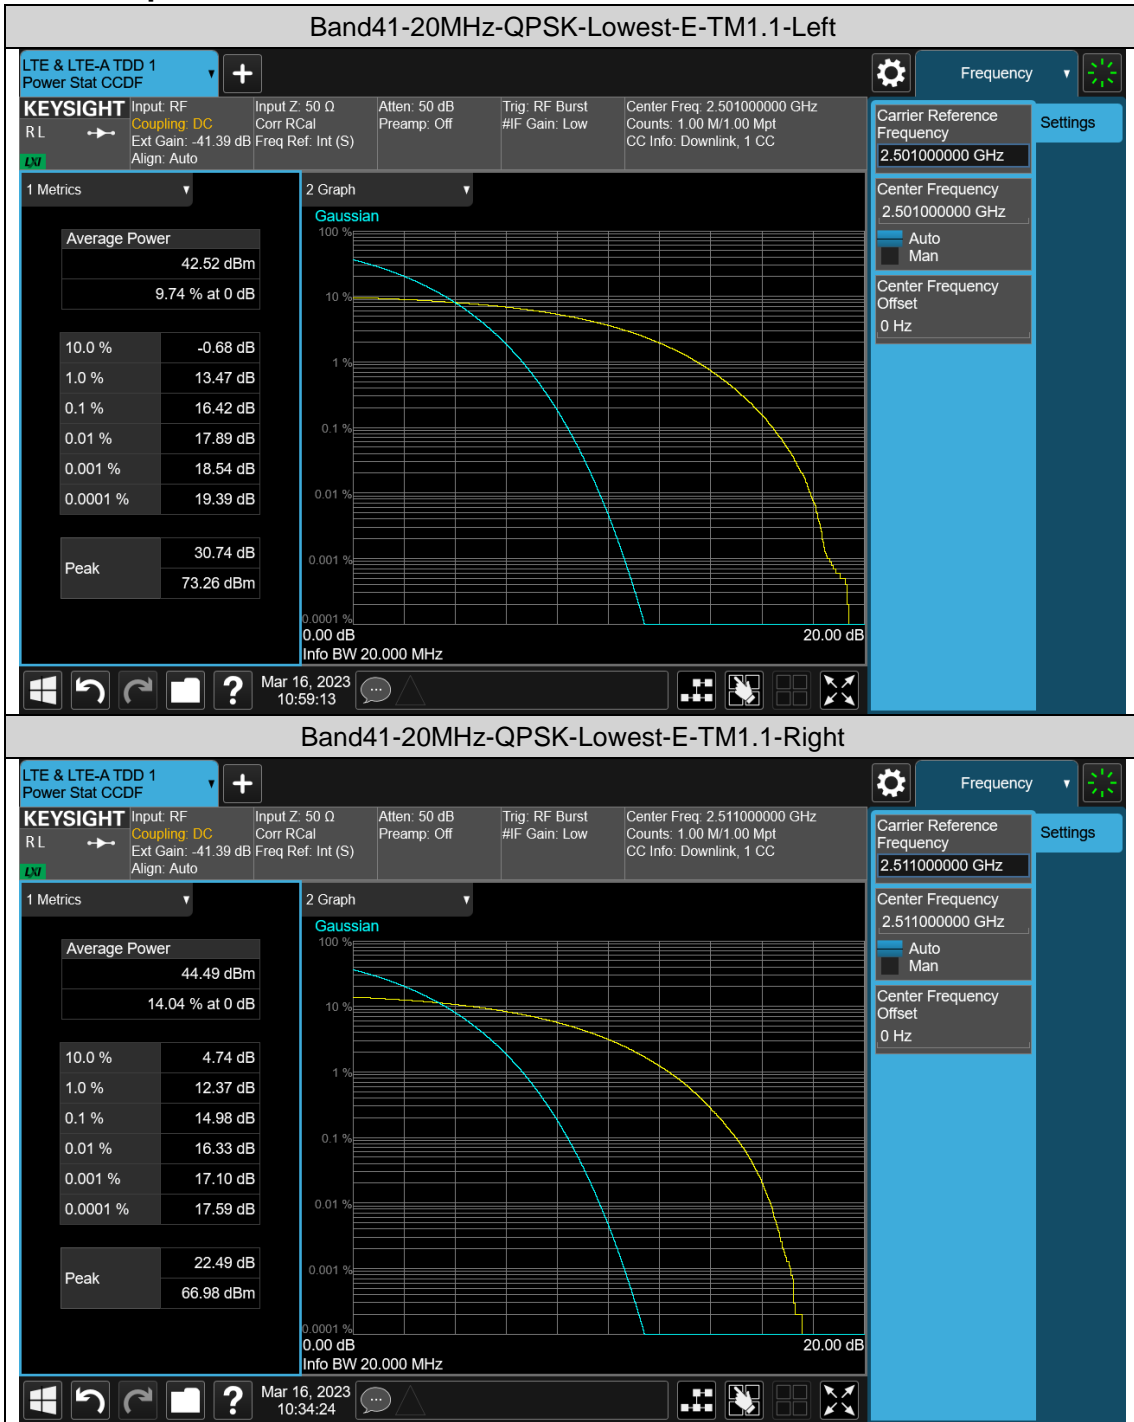 Band41-20MHz-QPSK-Lowest-E-TM1.1-Left
LTE & LTE-A TDD 1
Power Stat CCDF
Frequency
KEYSIGHT
R L
LXI
Input: RF
Coupling: DC
Ext Gain: -41.39 dB
Align: Auto
Input Z: 50 Ω
Corr RCal
Freq Ref: Int (S)
Atten: 50 dB
Preamp: Off
Trig: RF Burst
#IF Gain: Low
Center Freq: 2.501000000 GHz
Counts: 1.00 M/1.00 Mpt
CC Info: Downlink, 1 CC
Carrier Reference
Frequency
2.501000000 GHz
Settings
Center Frequency
2.501000000 GHz
Auto
Man
Center Frequency
Offset
0 Hz
1 Metrics
Average Power
42.52 dBm
9.74 % at 0 dB
10.0 % -0.68 dB
1.0 % 13.47 dB
0.1 % 16.42 dB
0.01 % 17.89 dB
0.001 % 18.54 dB
0.0001 % 19.39 dB
Peak
30.74 dB
73.26 dBm
2 Graph
Gaussian
100 %
10 %
1 %
0.1 %
0.01 %
0.001 %
0.0001 %
0.00 dB 20.00 dB
Info BW 20.000 MHz
? Mar 16, 2023
10:59:13
Band41-20MHz-QPSK-Lowest-E-TM1.1-Right
LTE & LTE-A TDD 1
Power Stat CCDF
Frequency
KEYSIGHT
R L
LXI
Input: RF
Coupling: DC
Ext Gain: -41.39 dB
Align: Auto
Input Z: 50 Ω
Corr RCal
Freq Ref: Int (S)
Atten: 50 dB
Preamp: Off
Trig: RF Burst
#IF Gain: Low
Center Freq: 2.511000000 GHz
Counts: 1.00 M/1.00 Mpt
CC Info: Downlink, 1 CC
Carrier Reference
Frequency
2.511000000 GHz
Settings
Center Frequency
2.511000000 GHz
Auto
Man
Center Frequency
Offset
0 Hz
1 Metrics
Average Power
44.49 dBm
14.04 % at 0 dB
10.0 % 4.74 dB
1.0 % 12.37 dB
0.1 % 14.98 dB
0.01 % 16.33 dB
0.001 % 17.10 dB
0.0001 % 17.59 dB
Peak
22.49 dB
66.98 dBm
2 Graph
Gaussian
100 %
10 %
1 %
0.1 %
0.01 %
0.001 %
0.0001 %
0.00 dB 20.00 dB
Info BW 20.000 MHz
? Mar 16, 2023
10:34:24